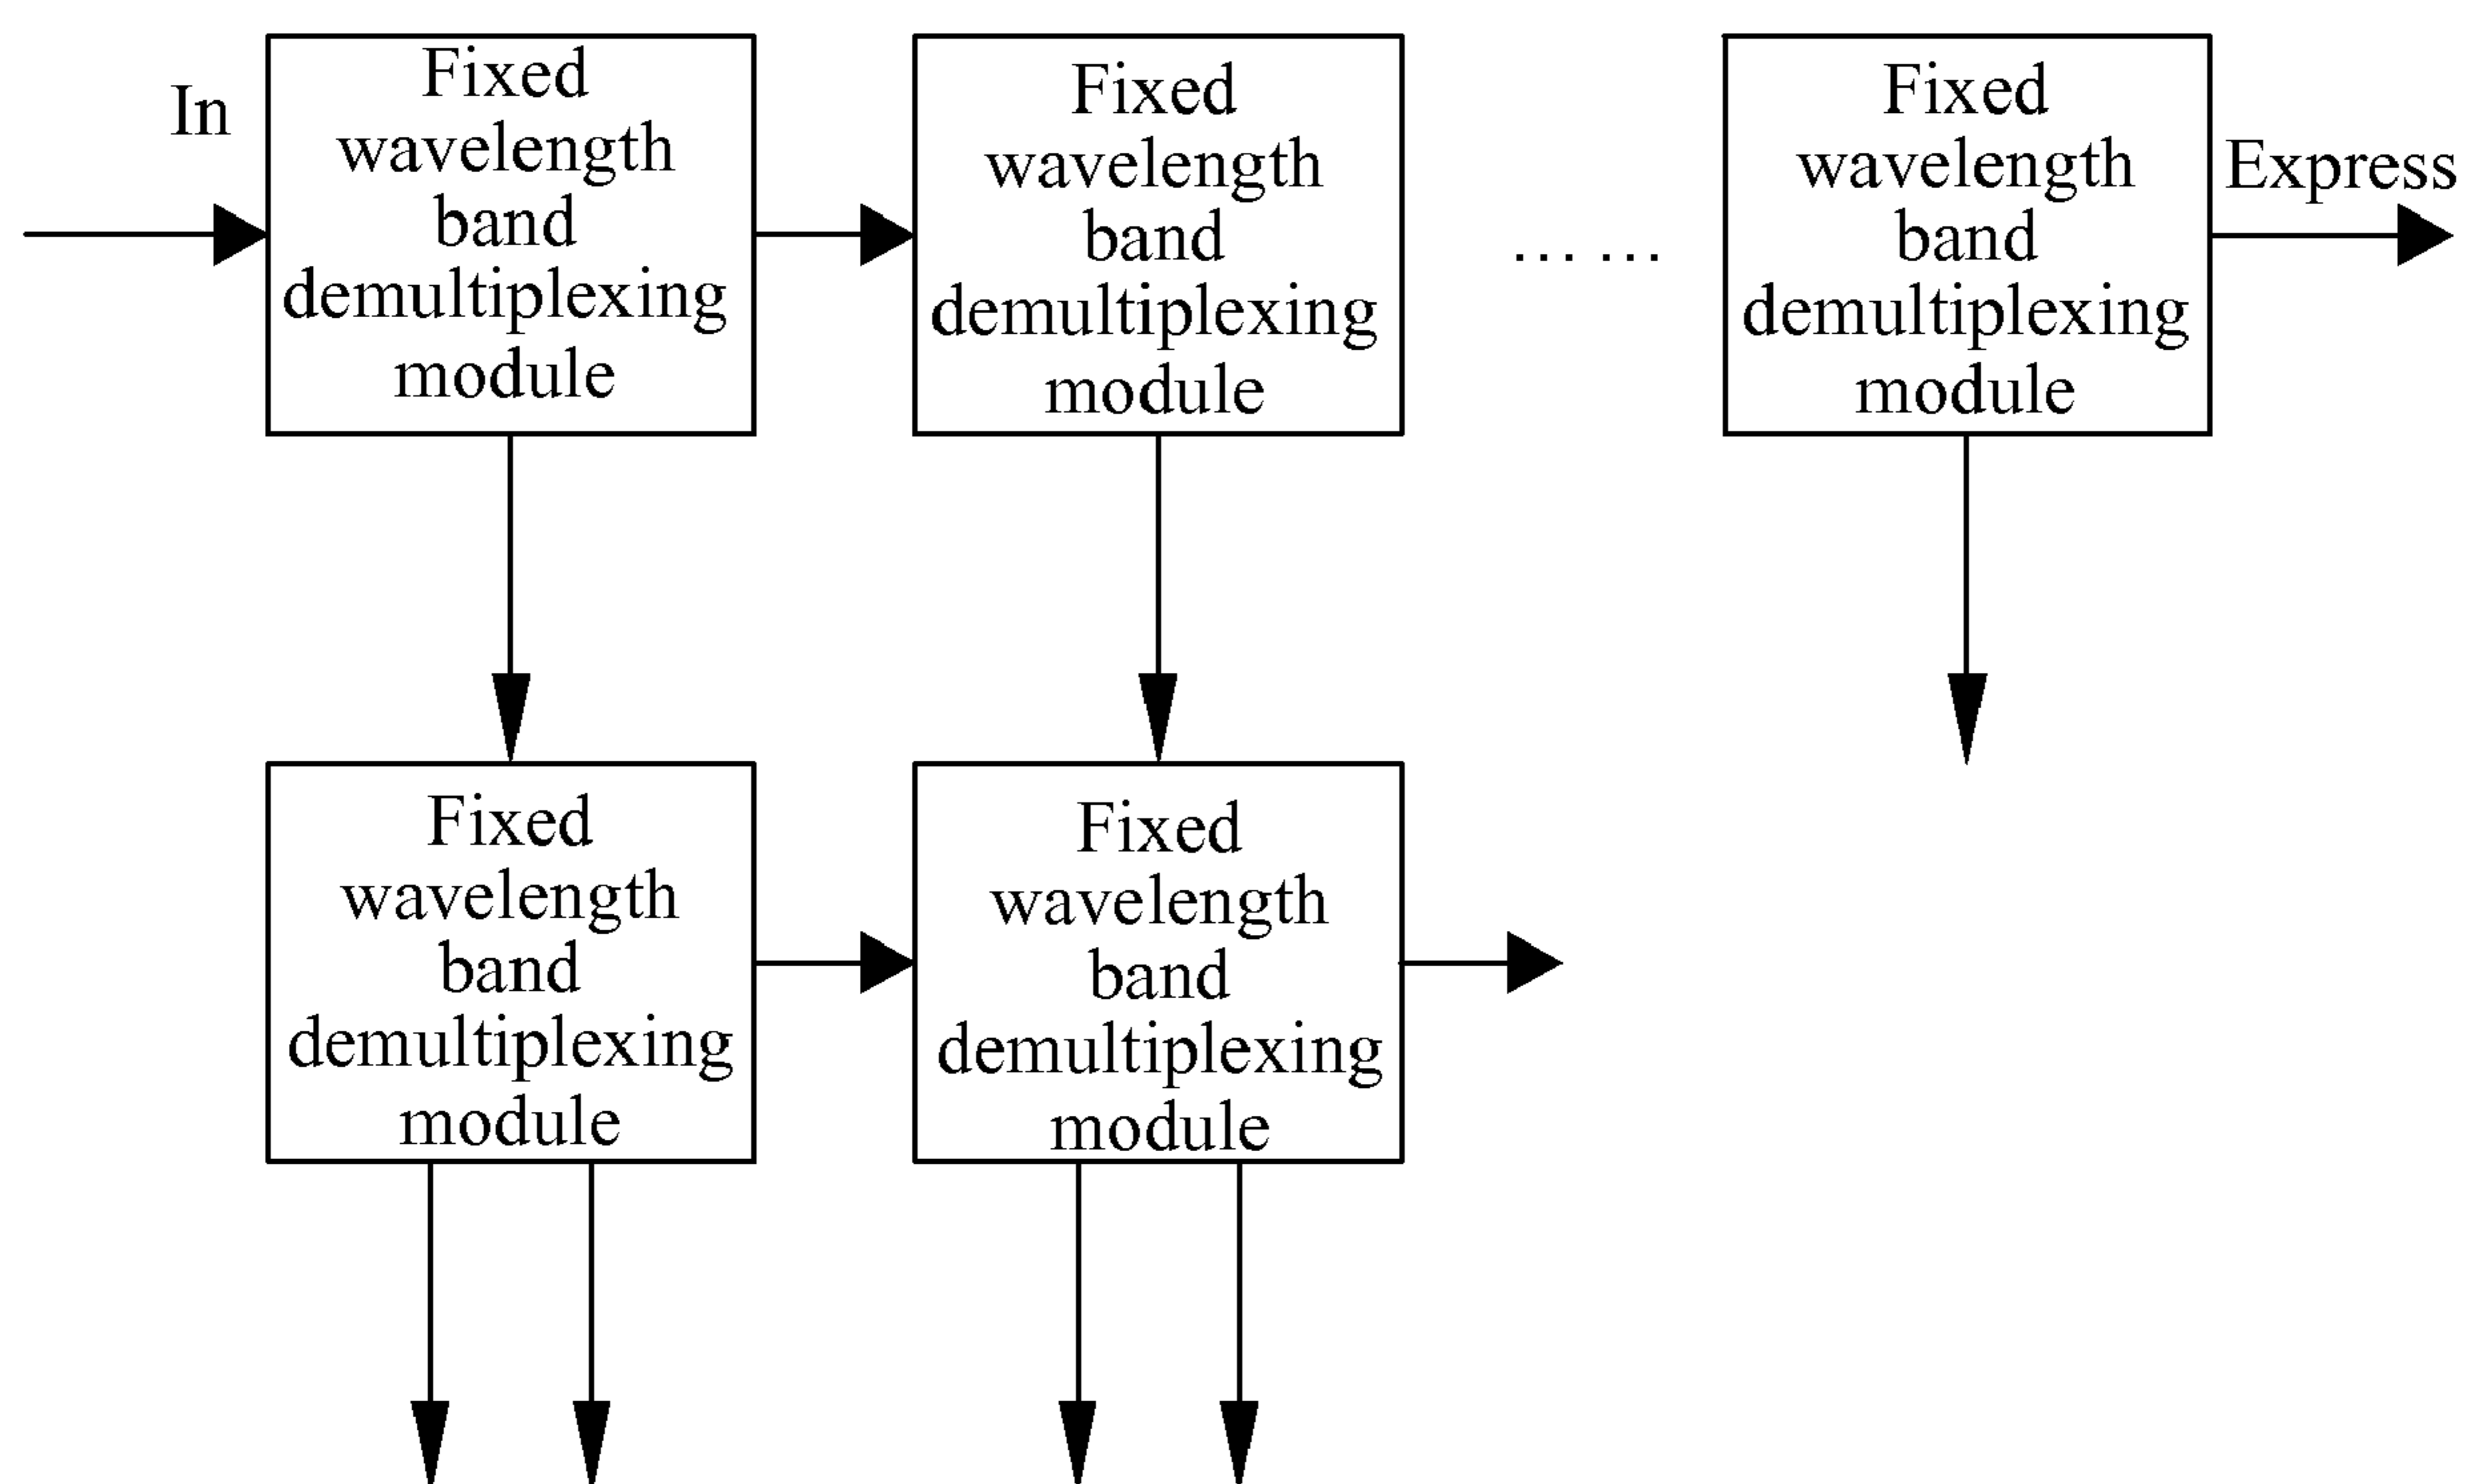 In
Fixed
wavelength
band
demultiplexing
module
Fixed
wavelength
band
demultiplexing
module
... ...
Fixed
wavelength
band
demultiplexing
module
Express
Fixed
wavelength
band
demultiplexing
module
Fixed
wavelength
band
demultiplexing
module